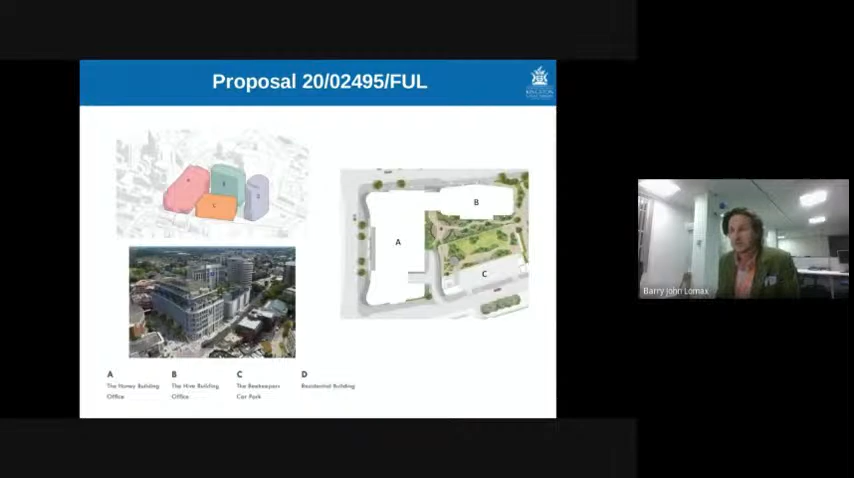 Proposal 20/02495/FUL
KINGSTON
A
B
C
A
B
C
A
The Honey Building
Office
B
The Hive Building
Office
C
The Beekeepers
Car Park
D
Residential Building
Barry John Lomax